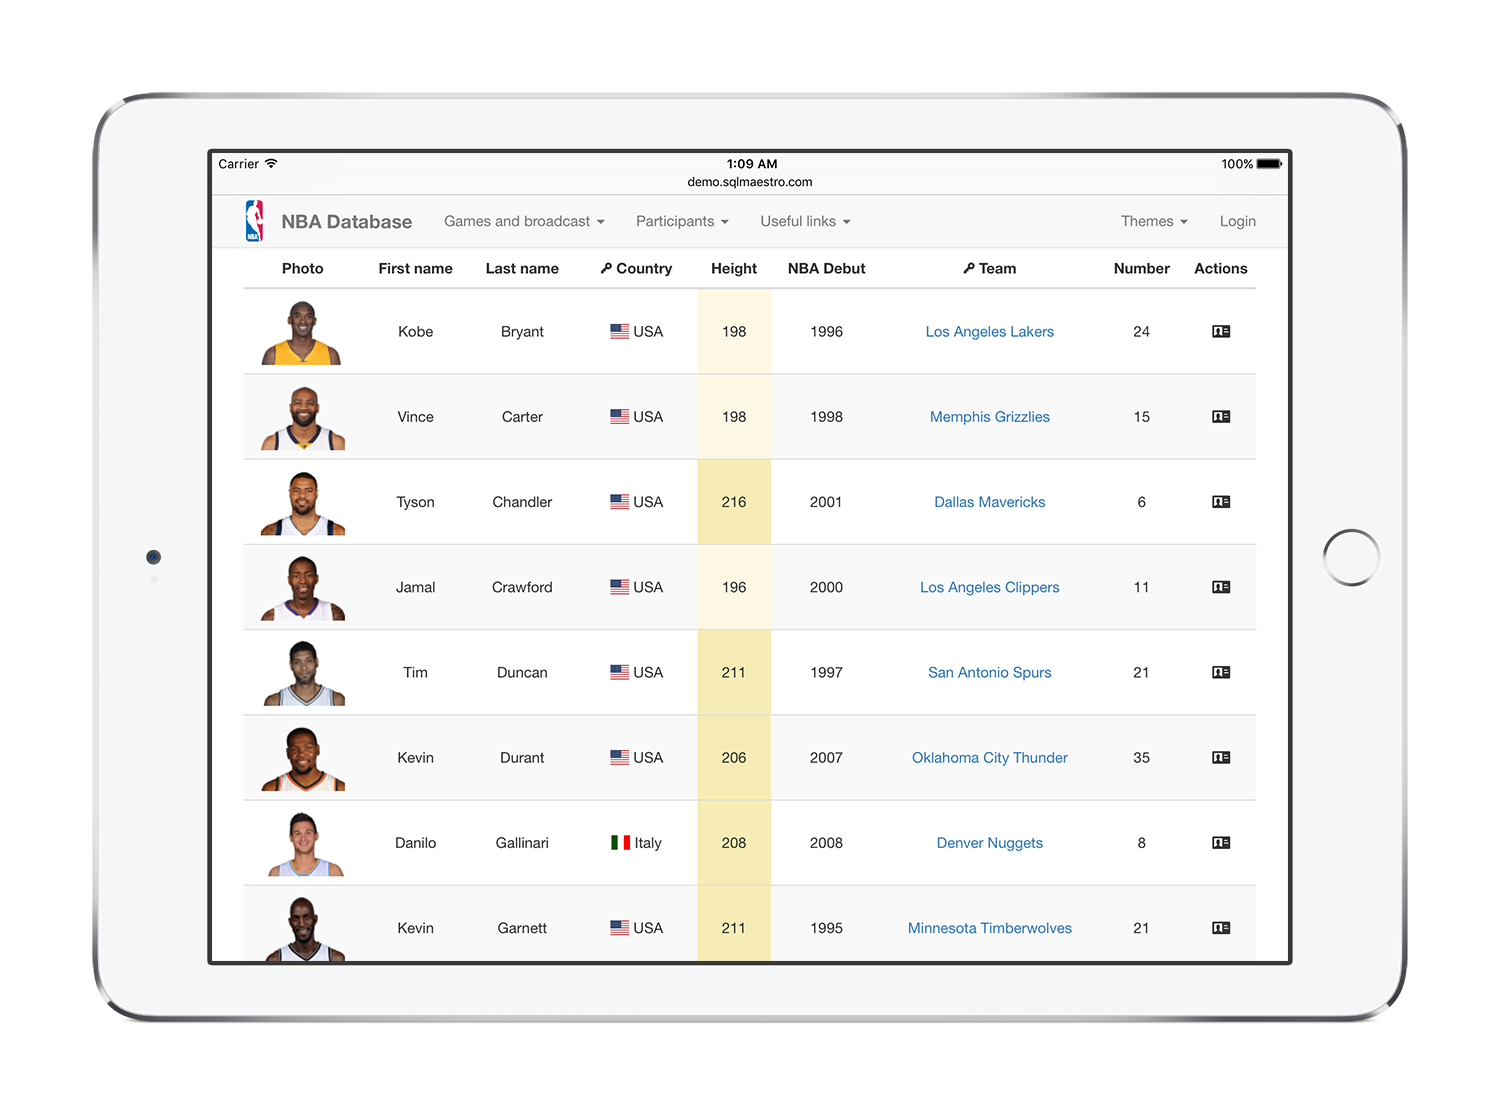 Carrier 1:09 AM 100%
demo.sqlmaestro.com
NBA NBA Database Games and broadcast Participants Useful links Themes Login
Photo First name Last name Country Height NBA Debut Team Number Actions
Kobe Bryant USA 198 1996 Los Angeles Lakers 24
Vince Carter USA 198 1998 Memphis Grizzlies 15
Tyson Chandler USA 216 2001 Dallas Mavericks 6
Jamal Crawford USA 196 2000 Los Angeles Clippers 11
Tim Duncan USA 211 1997 San Antonio Spurs 21
Kevin Durant USA 206 2007 Oklahoma City Thunder 35
Danilo Gallinari Italy 208 2008 Denver Nuggets 8
Kevin Garnett USA 211 1995 Minnesota Timberwolves 21